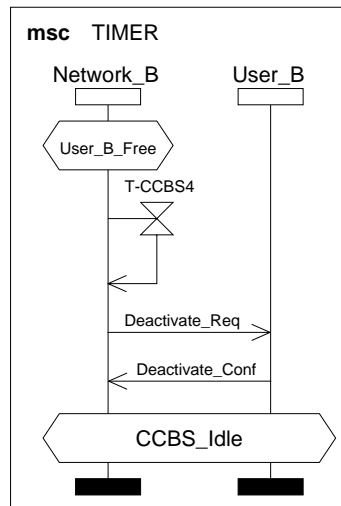 msc TIMER
Network_B User_B
User_B_Free
T-CCBS4
Deactivate_Req
Deactivate_Conf
CCBS_Idle